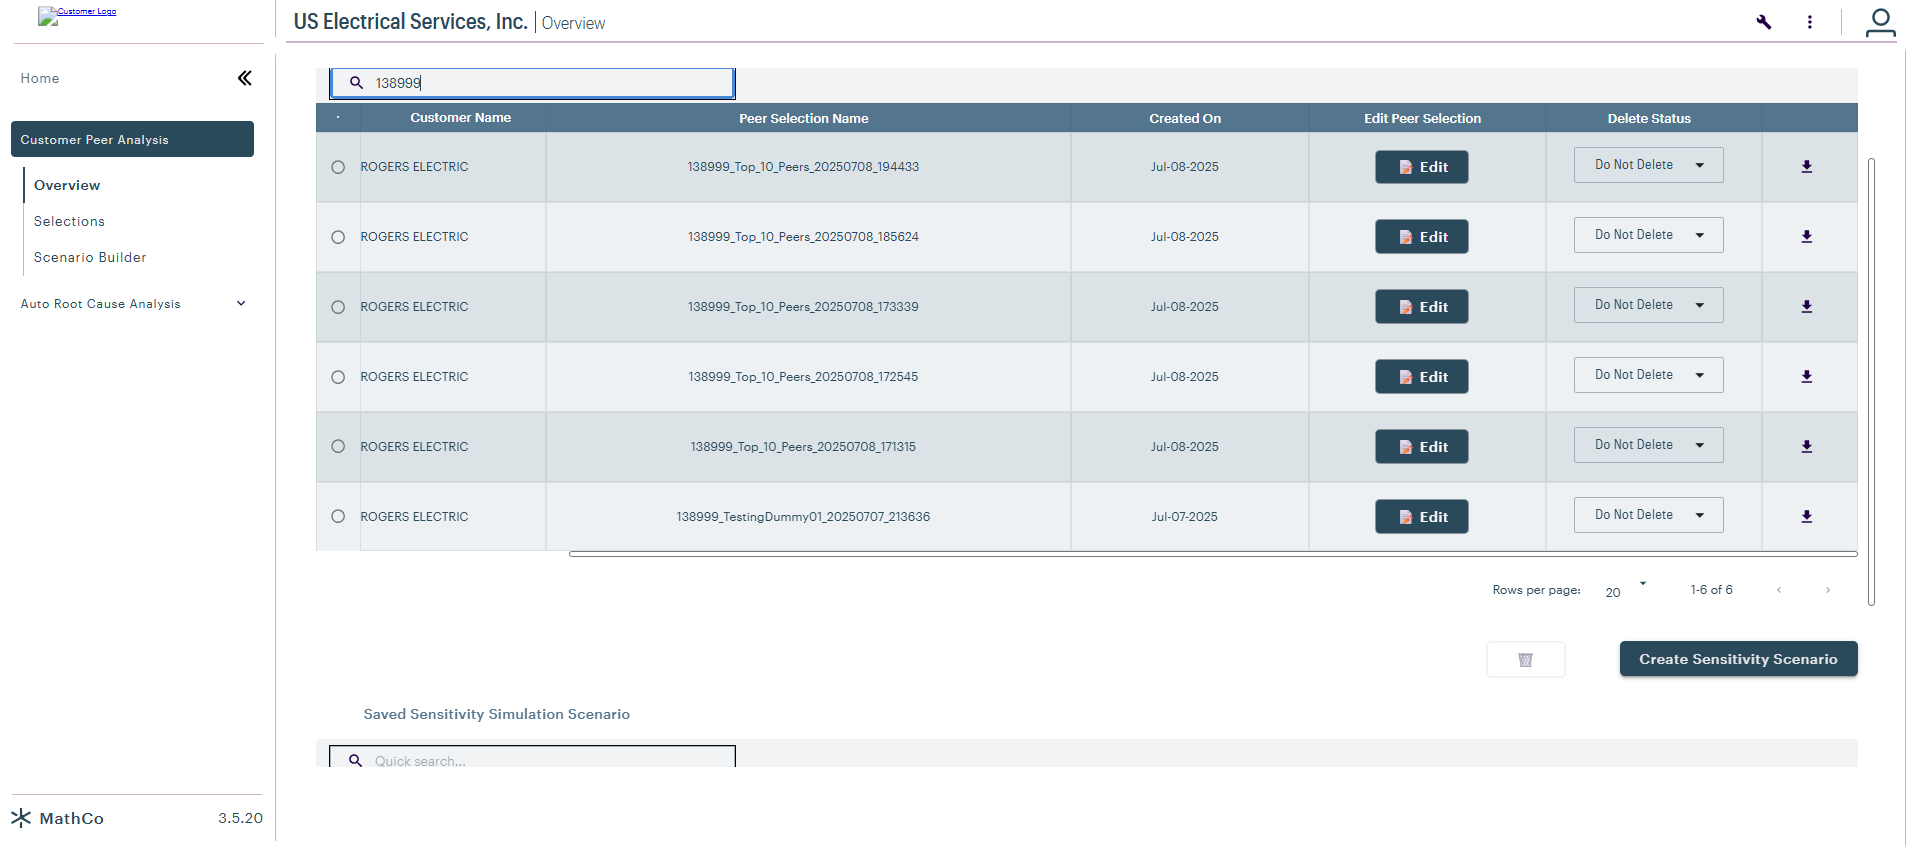 Customer Logo
US Electrical Services, Inc. | Overview
Home
Customer Peer Analysis
Overview
Selections
Scenario Builder
Auto Root Cause Analysis
138999
Customer Name Peer Selection Name Created On Edit Peer Selection Delete Status
ROGERS ELECTRIC 138999_Top_10_Peers_20250708_194433 Jul-08-2025 Edit Do Not Delete
ROGERS ELECTRIC 138999_Top_10_Peers_20250708_185624 Jul-08-2025 Edit Do Not Delete
ROGERS ELECTRIC 138999_Top_10_Peers_20250708_173339 Jul-08-2025 Edit Do Not Delete
ROGERS ELECTRIC 138999_Top_10_Peers_20250708_172545 Jul-08-2025 Edit Do Not Delete
ROGERS ELECTRIC 138999_Top_10_Peers_20250708_171315 Jul-08-2025 Edit Do Not Delete
ROGERS ELECTRIC 138999_TestingDummy01_20250707_213636 Jul-07-2025 Edit Do Not Delete
Rows per page: 20 1-6 of 6
Create Sensitivity Scenario
Saved Sensitivity Simulation Scenario
Quick search...
MathCo 3.5.20